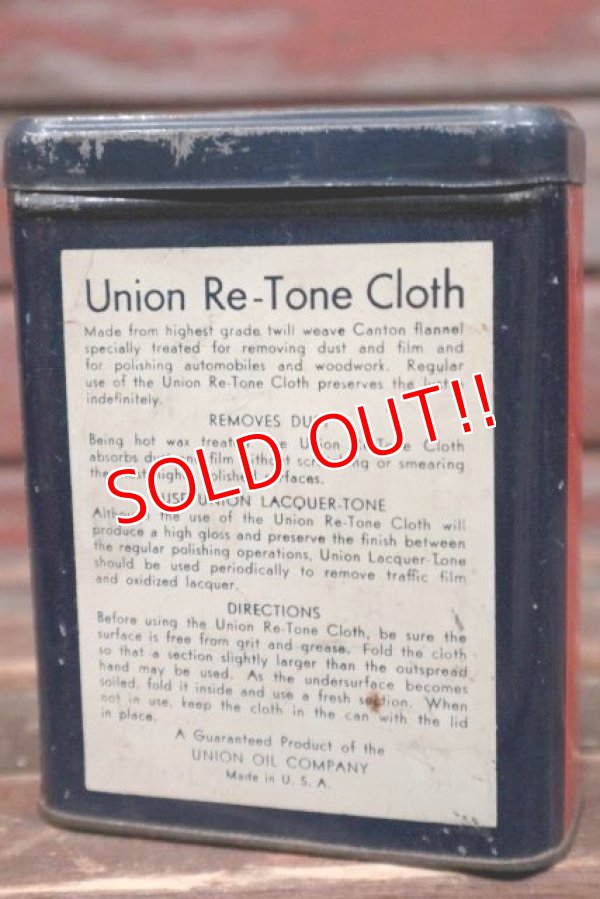 Union Re-Tone Cloth
Made from highest grade twill weave Canton flannel
specially treated for removing dust and film and
for polishing automobiles and woodwork. Regular
use of the Union Re-Tone Cloth preserves the
indefinitely.
REMOVES
Being hot wax Union Cloth
absorbs film without or smearing
the
USE UNION LACQUER-TONE
the use of the Union Re-Tone Cloth will
produce a high gloss and preserve the finish between
the regular polishing operations, Union Lacquer-Tone
should be used periodically to remove traffic film
and oxidized lacquer.
DIRECTIONS
Before using the Union Re-Tone Cloth, be sure the
surface is free from grit and grease. Fold the cloth
so that a section slightly larger than the outspread
hand may be used. As the undersurface becomes
soiled, fold it inside and use a fresh section. When
not in use, keep the cloth in the can with the lid
in place.
A Guaranteed Product of the
UNION OIL COMPANY
Made in U. S. A.
SOLD OUT!!